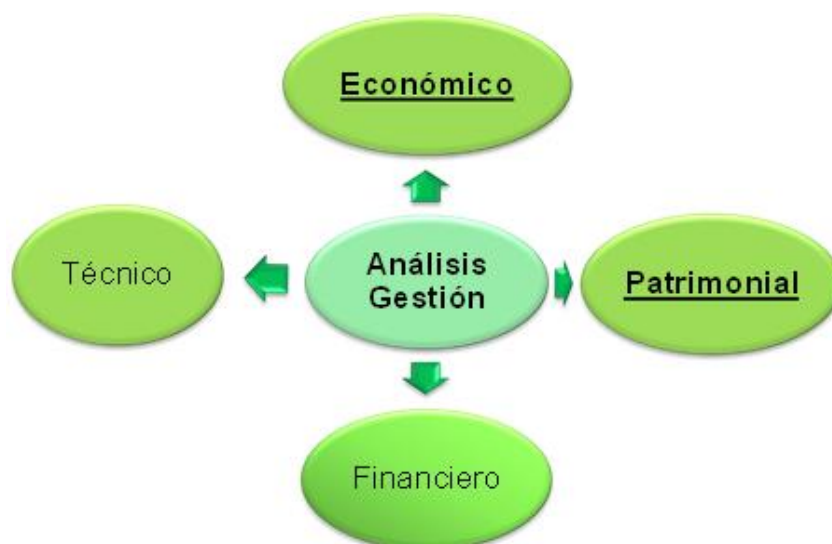 Económico
Técnico
Análisis
Gestión
Patrimonial
Financiero